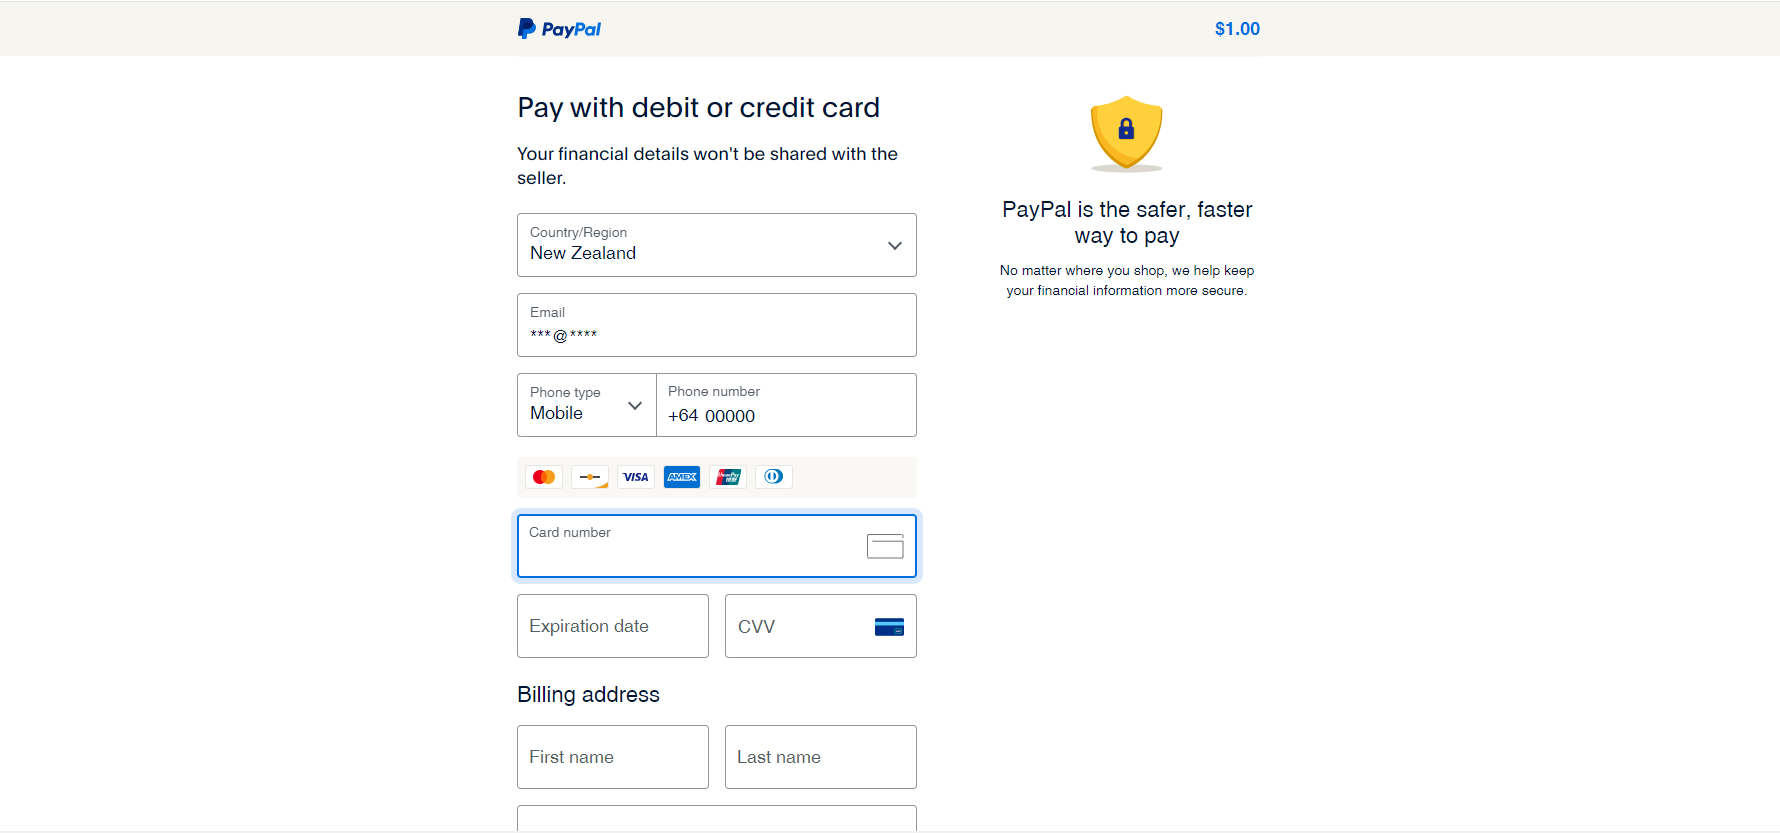 PayPal
$1.00
Pay with debit or credit card
Your financial details won't be shared with the
seller.
Country/Region
New Zealand
Email
***@****
Phone type
Mobile
Phone number
+64 00000
VISA
AMEX
Card number
Expiration date
CVV
Billing address
First name
Last name
PayPal is the safer, faster
way to pay
No matter where you shop, we help keep
your financial information more secure.